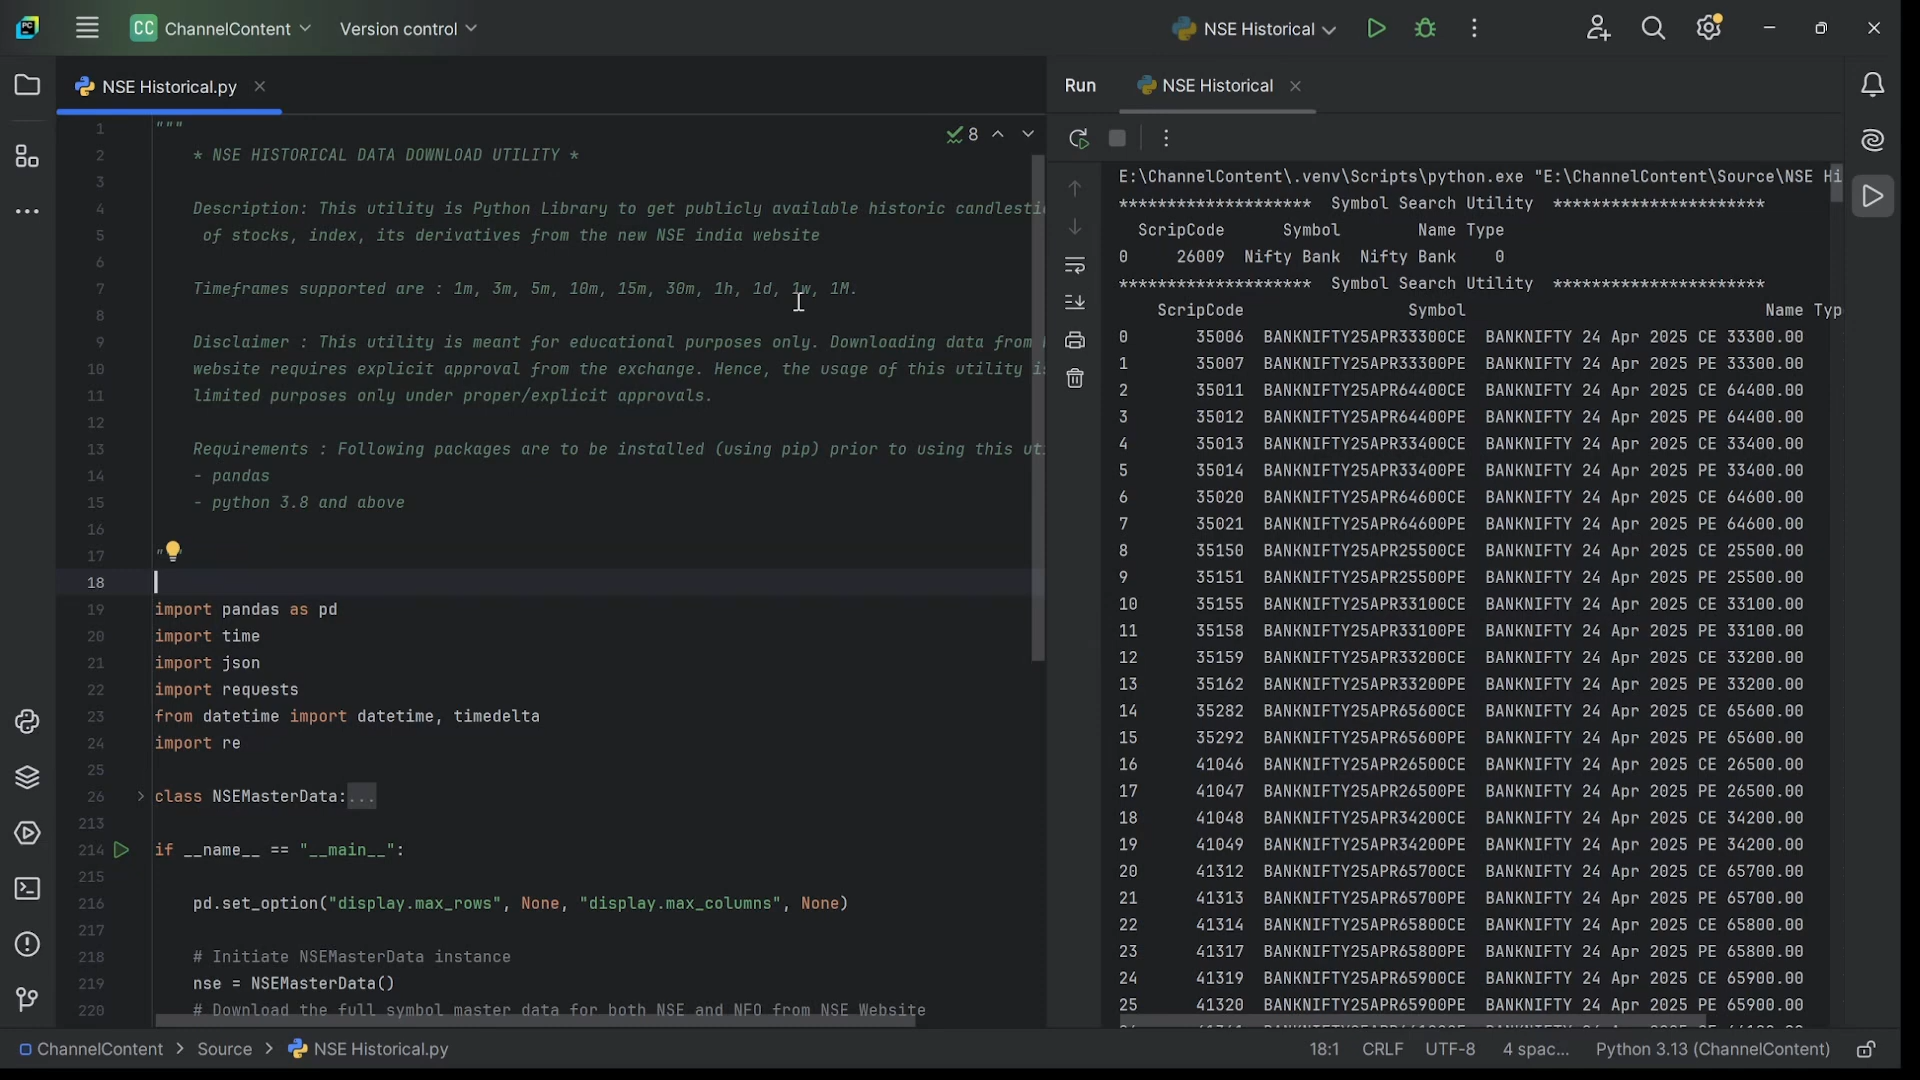 PC CC ChannelContent Version control NSE Historical
NSE Historical.py
Run NSE Historical
8
1 """
2 * NSE HISTORICAL DATA DOWNLOAD UTILITY *
3
4 Description: This utility is Python Library to get publicly available historic
5 of stocks, index, its derivatives from the new NSE india website
6
7 Timeframes supported are : 1m, 3m, 5m, 10m, 15m, 30m, 1h, 1d, 1w, 1M.
8
9 Disclaimer : This utility is meant for educational purposes only. Downloading data from
10 website requires explicit approval from the exchange. Hence, the usage of this utility
11 limited purposes only under proper/explicit approvals.
12
13 Requirements : Following packages are to be installed (using pip) prior to using this
14 - pandas
15 - python 3.8 and above
16
17 "
18
19 import pandas as pd
20 import time
21 import json
22 import requests
23 from datetime import datetime, timedelta
24 import re
25
26 class NSEMasterData:...
213
214 if __name__ == "__main__":
215
216 pd.set_option("display.max_rows", None, "display.max_columns", None)
217
218 # Initiate NSEMasterData instance
219 nse = NSEMasterData()
220 # Download the full symbol master data for both NSE and NFO from NSE Website
E:\ChannelContent\.venv\Scripts\python.exe "E:\ChannelContent\Source\NSE Hi
******************** Symbol Search Utility **********************
ScripCode Symbol Name Type
0 26009 Nifty Bank Nifty Bank 0
******************** Symbol Search Utility **********************
ScripCode Symbol Name Typ
0 35006 BANKNIFTY25APR33300CE BANKNIFTY 24 Apr 2025 CE 33300.00
1 35007 BANKNIFTY25APR33300PE BANKNIFTY 24 Apr 2025 PE 33300.00
2 35011 BANKNIFTY25APR64400CE BANKNIFTY 24 Apr 2025 CE 64400.00
3 35012 BANKNIFTY25APR64400PE BANKNIFTY 24 Apr 2025 PE 64400.00
4 35013 BANKNIFTY25APR33400CE BANKNIFTY 24 Apr 2025 CE 33400.00
5 35014 BANKNIFTY25APR33400PE BANKNIFTY 24 Apr 2025 PE 33400.00
6 35020 BANKNIFTY25APR64600CE BANKNIFTY 24 Apr 2025 CE 64600.00
7 35021 BANKNIFTY25APR64600PE BANKNIFTY 24 Apr 2025 PE 64600.00
8 35150 BANKNIFTY25APR25500CE BANKNIFTY 24 Apr 2025 CE 25500.00
9 35151 BANKNIFTY25APR25500PE BANKNIFTY 24 Apr 2025 PE 25500.00
10 35155 BANKNIFTY25APR33100CE BANKNIFTY 24 Apr 2025 CE 33100.00
11 35158 BANKNIFTY25APR33100PE BANKNIFTY 24 Apr 2025 PE 33100.00
12 35159 BANKNIFTY25APR33200CE BANKNIFTY 24 Apr 2025 CE 33200.00
13 35162 BANKNIFTY25APR33200PE BANKNIFTY 24 Apr 2025 PE 33200.00
14 35282 BANKNIFTY25APR65600CE BANKNIFTY 24 Apr 2025 CE 65600.00
15 35292 BANKNIFTY25APR65600PE BANKNIFTY 24 Apr 2025 PE 65600.00
16 41046 BANKNIFTY25APR26500CE BANKNIFTY 24 Apr 2025 CE 26500.00
17 41047 BANKNIFTY25APR26500PE BANKNIFTY 24 Apr 2025 PE 26500.00
18 41048 BANKNIFTY25APR34200CE BANKNIFTY 24 Apr 2025 CE 34200.00
19 41049 BANKNIFTY25APR34200PE BANKNIFTY 24 Apr 2025 PE 34200.00
20 41312 BANKNIFTY25APR65700CE BANKNIFTY 24 Apr 2025 CE 65700.00
21 41313 BANKNIFTY25APR65700PE BANKNIFTY 24 Apr 2025 PE 65700.00
22 41314 BANKNIFTY25APR65800CE BANKNIFTY 24 Apr 2025 CE 65800.00
23 41317 BANKNIFTY25APR65800PE BANKNIFTY 24 Apr 2025 PE 65800.00
24 41319 BANKNIFTY25APR65900CE BANKNIFTY 24 Apr 2025 CE 65900.00
25 41320 BANKNIFTY25APR65900PE BANKNIFTY 24 Apr 2025 PE 65900.00
ChannelContent > Source > NSE Historical.py
18:1 CRLF UTF-8 4 spac... Python 3.13 (ChannelContent)